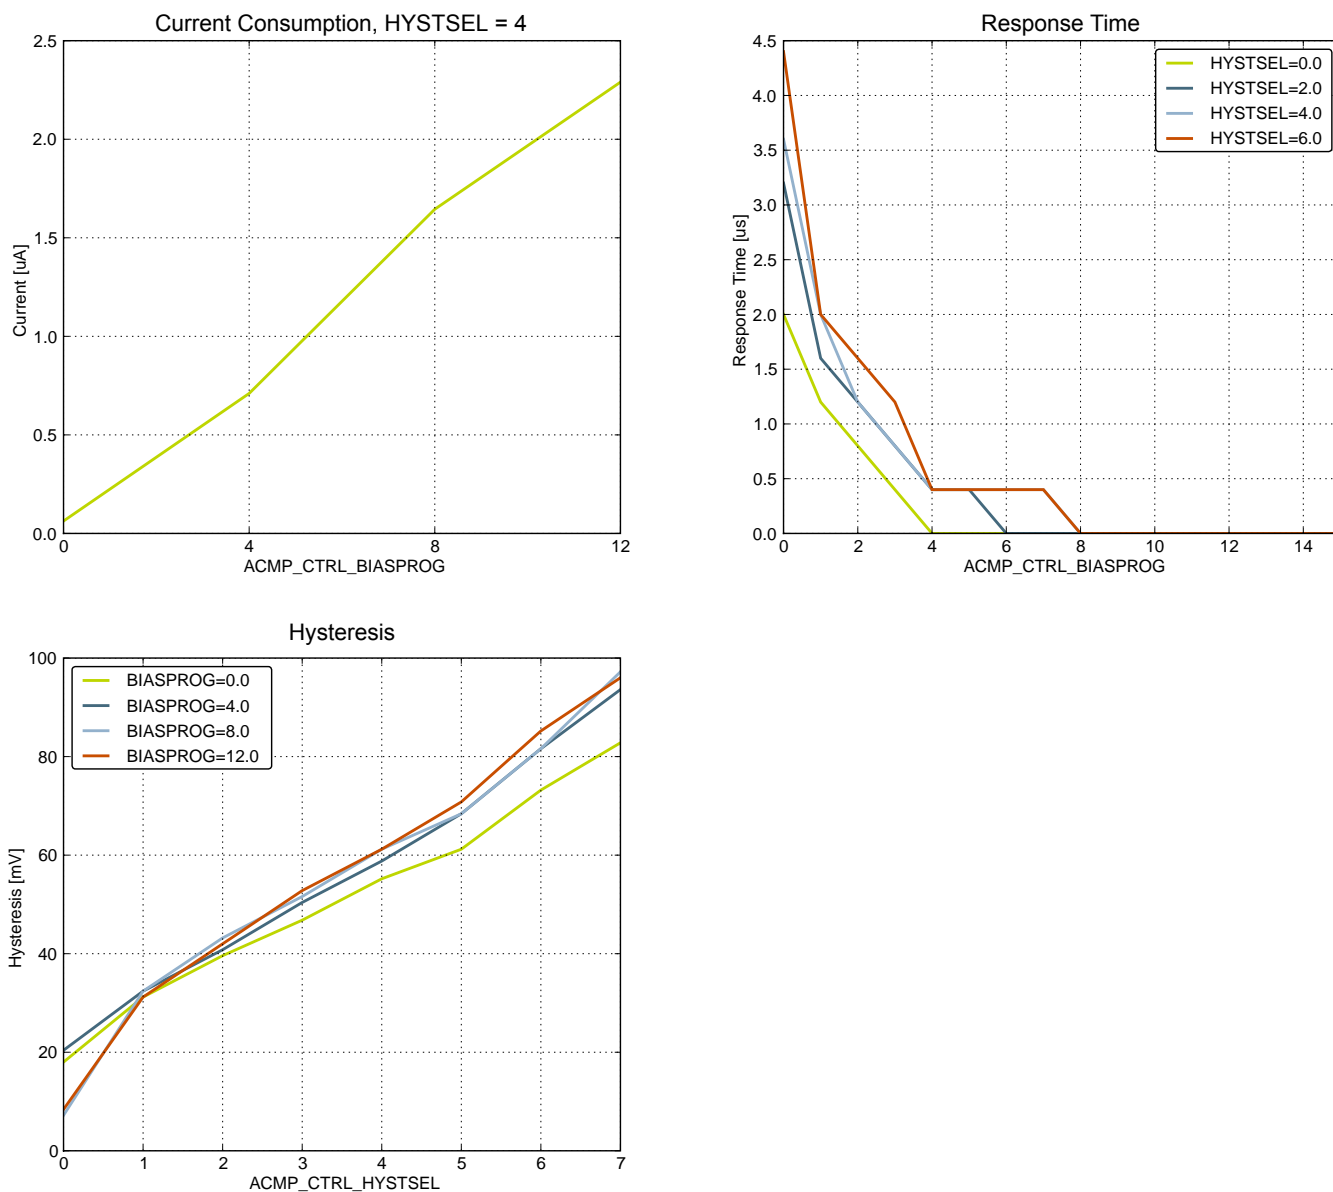 Current Consumption, HYSTSEL = 4
2.5
2.0
1.5
1.0
0.5
0.0
Current [uA]
0 4 8 12
ACMP_CTRL_BIASPROG
Response Time
4.5
4.0
3.5
3.0
2.5
2.0
1.5
1.0
0.5
0.0
Response Time [us]
HYSTSEL=0.0
HYSTSEL=2.0
HYSTSEL=4.0
HYSTSEL=6.0
0 2 4 6 8 10 12 14
ACMP_CTRL_BIASPROG
Hysteresis
100
80
60
40
20
0
Hysteresis [mV]
BIASPROG=0.0
BIASPROG=4.0
BIASPROG=8.0
BIASPROG=12.0
0 1 2 3 4 5 6 7
ACMP_CTRL_HYSTSEL